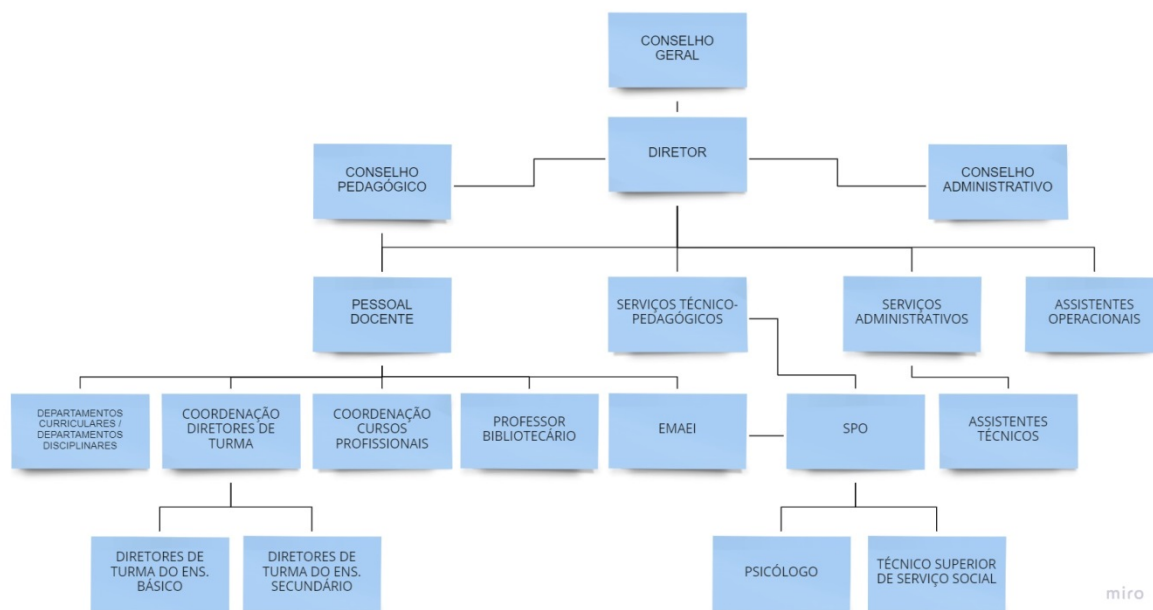 CONSELHO
GERAL
DIRETOR
CONSELHO
PEDAGÓGICO
CONSELHO
ADMINISTRATIVO
PESSOAL
DOCENTE
SERVIÇOS TÉCNICO-
PEDAGÓGICOS
SERVIÇOS
ADMINISTRATIVOS
ASSISTENTES
OPERACIONAIS
DEPARTAMENTOS
CURRICULARES /
DEPARTAMENTOS
DISCIPLINARES
COORDENAÇÃO
DIRETORES DE
TURMA
COORDENAÇÃO
CURSOS
PROFISSIONAIS
PROFESSOR
BIBLIOTECÁRIO
EMAEI
SPO
ASSISTENTES
TÉCNICOS
DIRETORES DE
TURMA DO ENS.
BÁSICO
DIRETORES DE
TURMA DO ENS.
SECUNDÁRIO
PSICÓLOGO
TÉCNICO SUPERIOR
DE SERVIÇO SOCIAL
miro